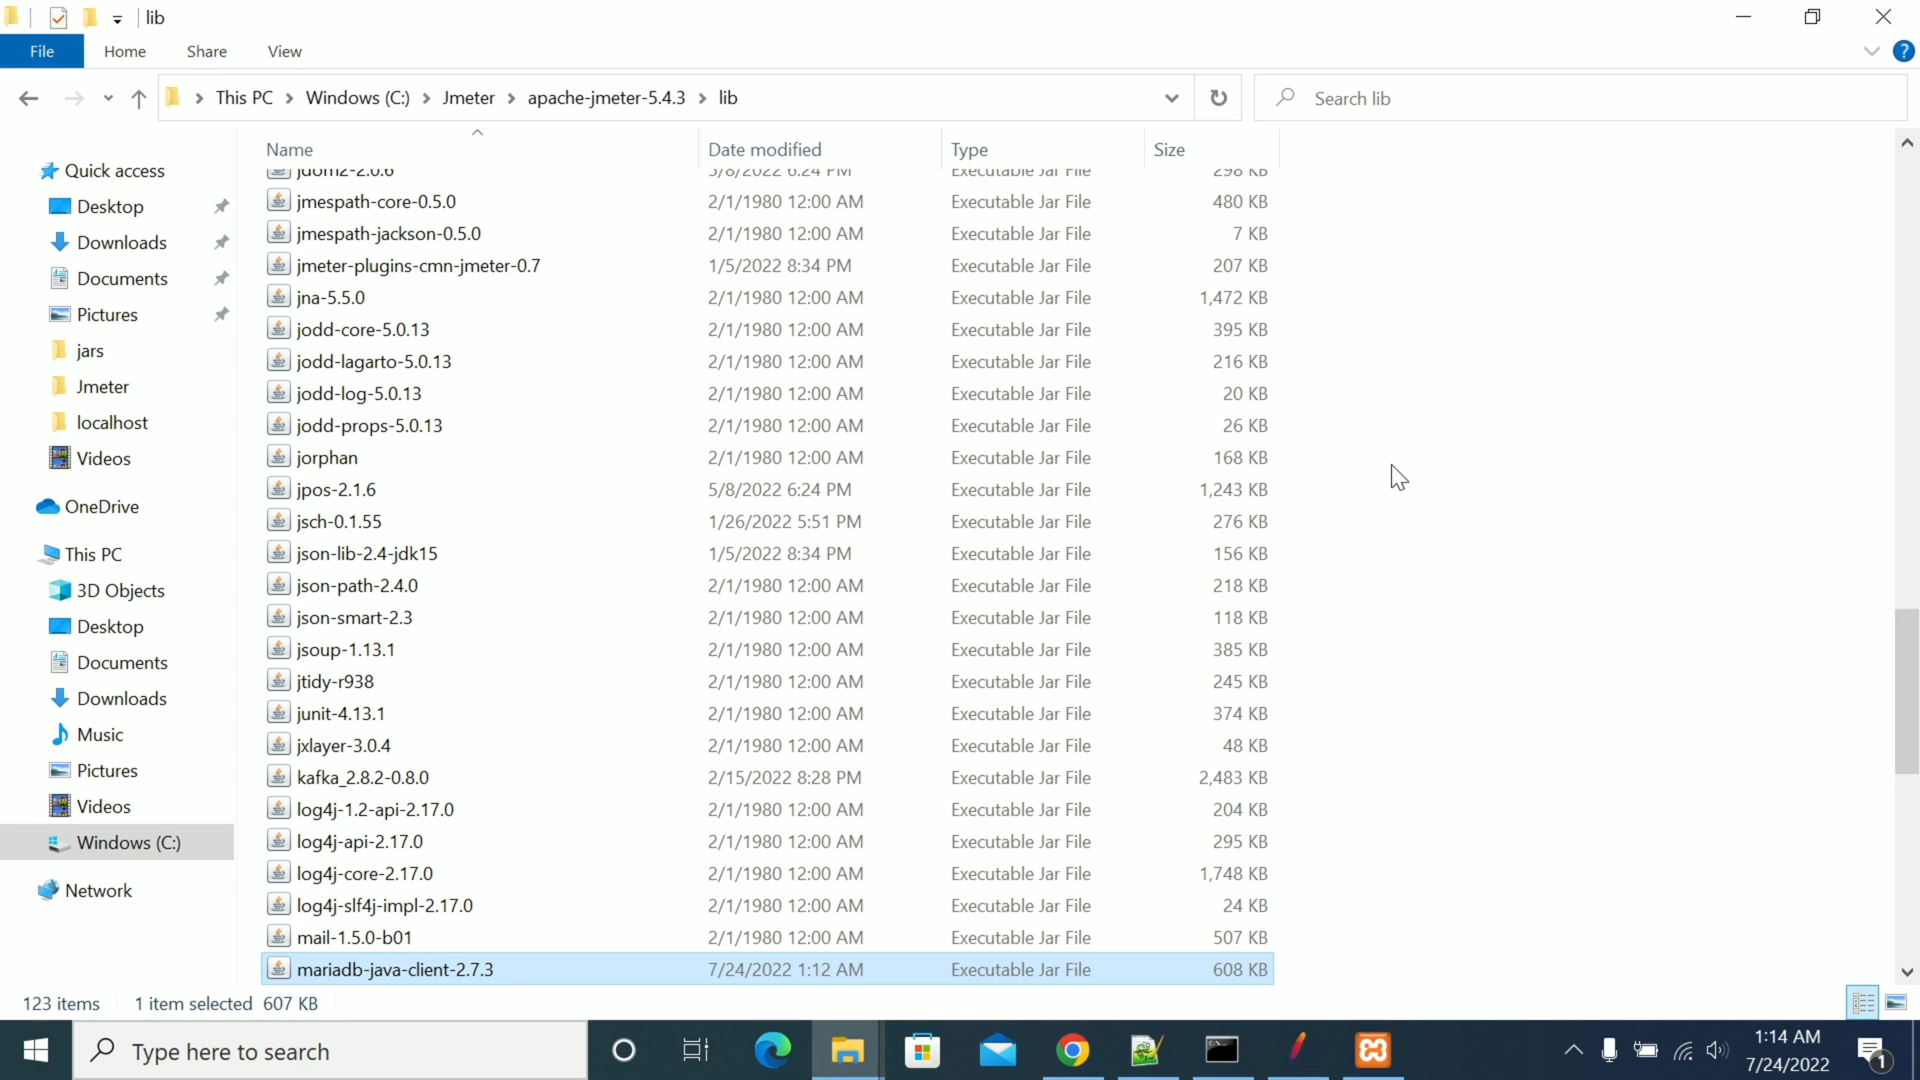 lib
File Home Share View
This PC Windows (C:) Jmeter apache-jmeter-5.4.3 lib Search lib
Name Date modified Type Size
jdom2-2.0.6 5/8/2022 6:24 PM Executable Jar File 298 KB
jmespath-core-0.5.0 2/1/1980 12:00 AM Executable Jar File 480 KB
jmespath-jackson-0.5.0 2/1/1980 12:00 AM Executable Jar File 7 KB
jmeter-plugins-cmn-jmeter-0.7 1/5/2022 8:34 PM Executable Jar File 207 KB
jna-5.5.0 2/1/1980 12:00 AM Executable Jar File 1,472 KB
jodd-core-5.0.13 2/1/1980 12:00 AM Executable Jar File 395 KB
jodd-lagarto-5.0.13 2/1/1980 12:00 AM Executable Jar File 216 KB
jodd-log-5.0.13 2/1/1980 12:00 AM Executable Jar File 20 KB
jodd-props-5.0.13 2/1/1980 12:00 AM Executable Jar File 26 KB
jorphan 2/1/1980 12:00 AM Executable Jar File 168 KB
jpos-2.1.6 5/8/2022 6:24 PM Executable Jar File 1,243 KB
jsch-0.1.55 1/26/2022 5:51 PM Executable Jar File 276 KB
json-lib-2.4-jdk15 1/5/2022 8:34 PM Executable Jar File 156 KB
json-path-2.4.0 2/1/1980 12:00 AM Executable Jar File 218 KB
json-smart-2.3 2/1/1980 12:00 AM Executable Jar File 118 KB
jsoup-1.13.1 2/1/1980 12:00 AM Executable Jar File 385 KB
jtidy-r938 2/1/1980 12:00 AM Executable Jar File 245 KB
junit-4.13.1 2/1/1980 12:00 AM Executable Jar File 374 KB
jxlayer-3.0.4 2/1/1980 12:00 AM Executable Jar File 48 KB
kafka_2.8.2-0.8.0 2/15/2022 8:28 PM Executable Jar File 2,483 KB
log4j-1.2-api-2.17.0 2/1/1980 12:00 AM Executable Jar File 204 KB
log4j-api-2.17.0 2/1/1980 12:00 AM Executable Jar File 295 KB
log4j-core-2.17.0 2/1/1980 12:00 AM Executable Jar File 1,748 KB
log4j-slf4j-impl-2.17.0 2/1/1980 12:00 AM Executable Jar File 24 KB
mail-1.5.0-b01 2/1/1980 12:00 AM Executable Jar File 507 KB
mariadb-java-client-2.7.3 7/24/2022 1:12 AM Executable Jar File 608 KB
Quick access
Desktop
Downloads
Documents
Pictures
jars
Jmeter
localhost
Videos
OneDrive
This PC
3D Objects
Desktop
Documents
Downloads
Music
Pictures
Videos
Windows (C:)
Network
123 items 1 item selected 607 KB
Type here to search
1:14 AM
7/24/2022
1